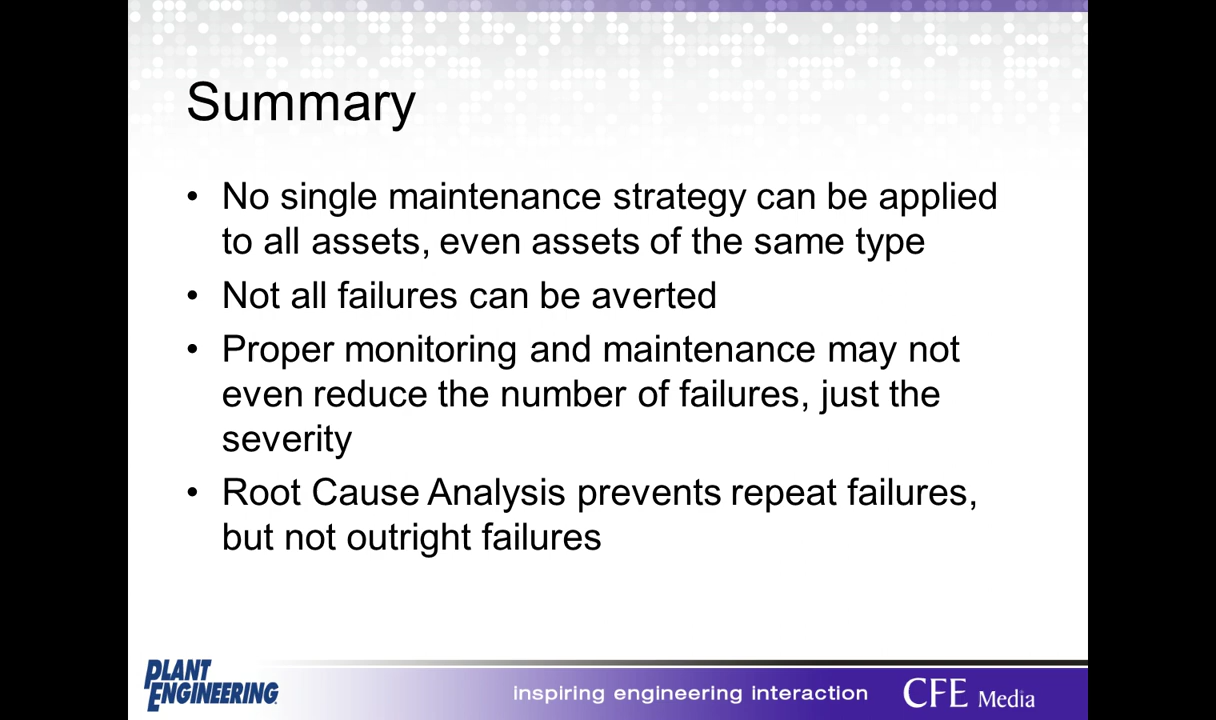 Summary
• No single maintenance strategy can be applied
to all assets, even assets of the same type
• Not all failures can be averted
• Proper monitoring and maintenance may not
even reduce the number of failures, just the
severity
• Root Cause Analysis prevents repeat failures,
but not outright failures
PLANT
ENGINEERING
inspiring engineering interaction
CFE Media